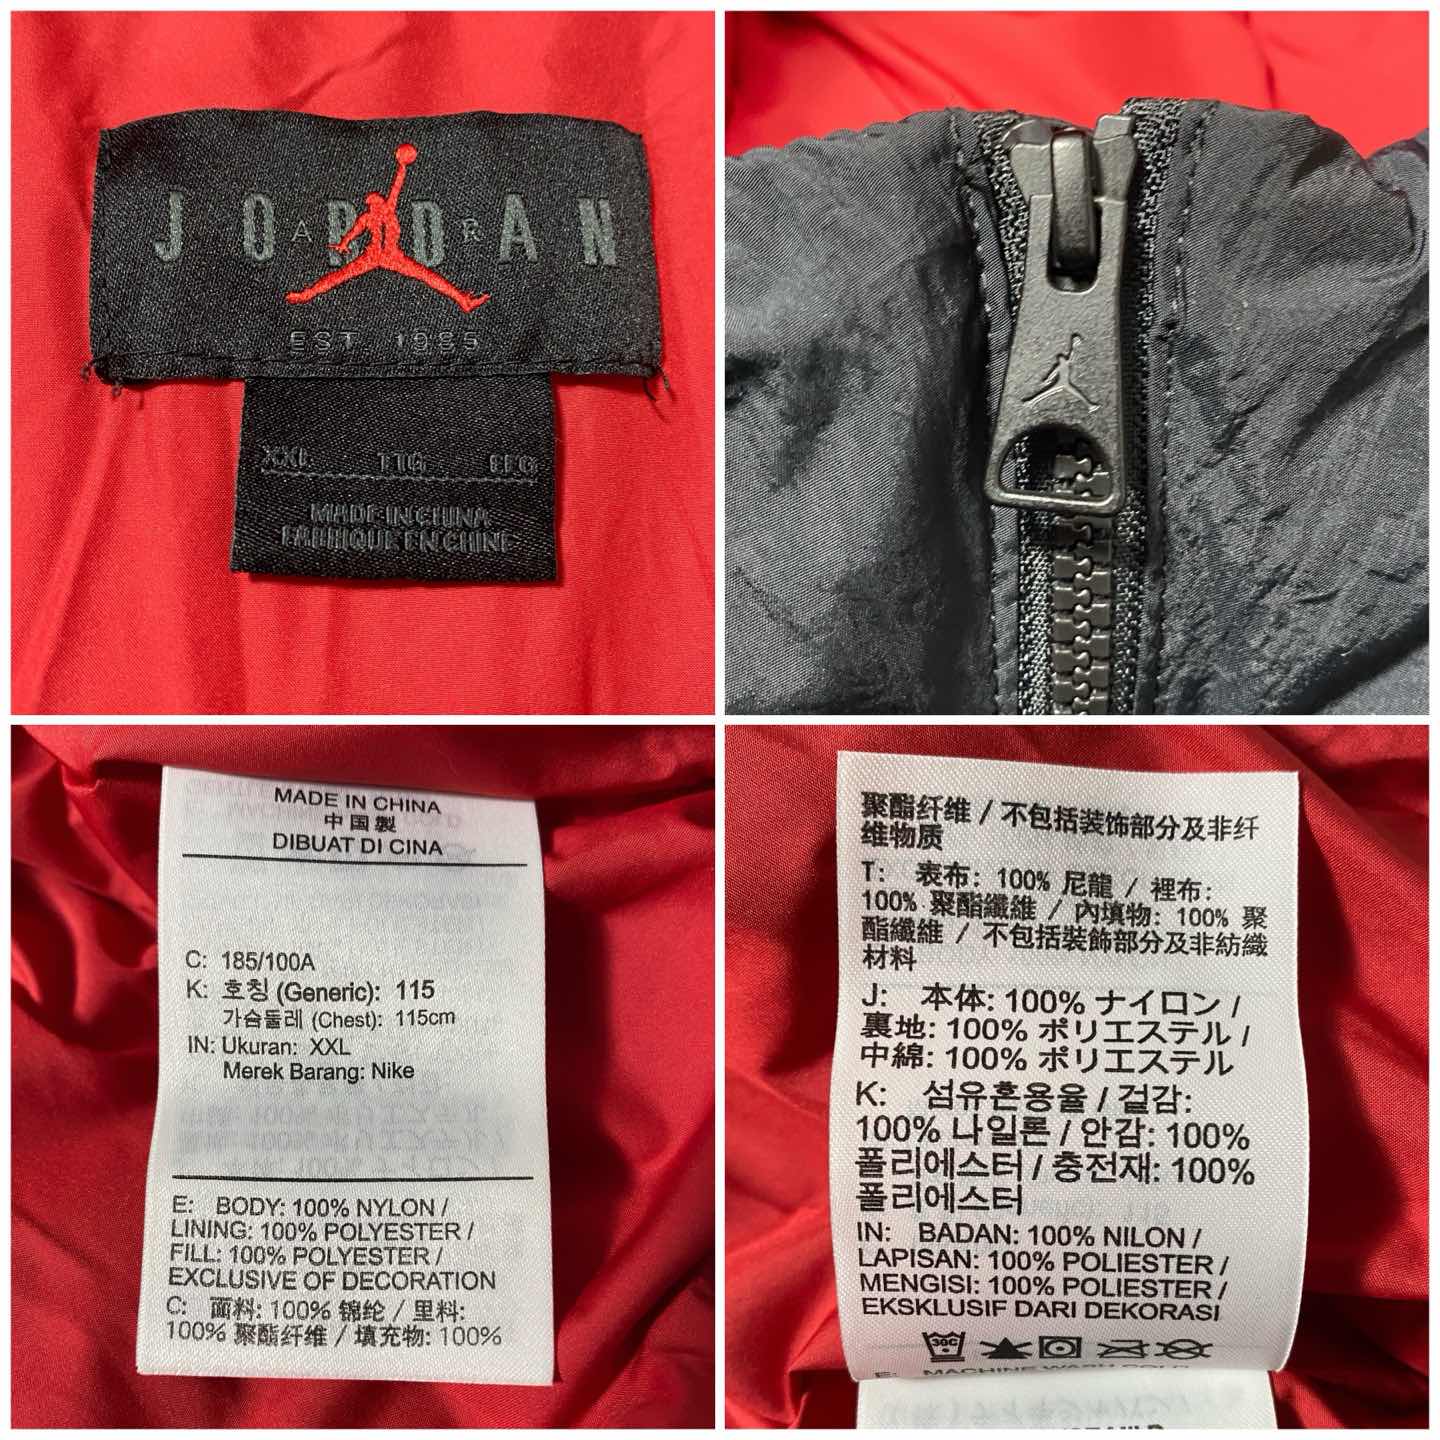 JORDAN
AIR
EST. 1985
XXL TTG EEG
MADE IN CHINA
FABRIQUE EN CHINE
MADE IN CHINA
中国製
DIBUAT DI CINA
C: 185/100A
K: 호칭 (Generic): 115
가슴둘레 (Chest): 115cm
IN: Ukuran: XXL
Merek Barang: Nike
E: BODY: 100% NYLON /
LINING: 100% POLYESTER /
FILL: 100% POLYESTER /
EXCLUSIVE OF DECORATION
C: 面料: 100% 锦纶 / 里料:
100% 聚酯纤维 / 填充物: 100%
聚酯纤维 / 不包括装饰部分及非纤
维物质
T: 表布: 100% 尼龍 / 裡布:
100% 聚酯纖維 / 內填物: 100% 聚
酯纖維 / 不包括裝飾部分及非紡織
材料
J: 本体: 100% ナイロン /
裏地: 100% ポリエステル /
中綿: 100% ポリエステル
K: 섬유혼용율 / 겉감:
100% 나일론 / 안감: 100%
폴리에스터 / 충전재: 100%
폴리에스터
IN: BADAN: 100% NILON /
LAPISAN: 100% POLIESTER /
MENGISI: 100% POLIESTER /
EKSKLUSIF DARI DEKORASI
30C
E: MACHINE WASH COLD